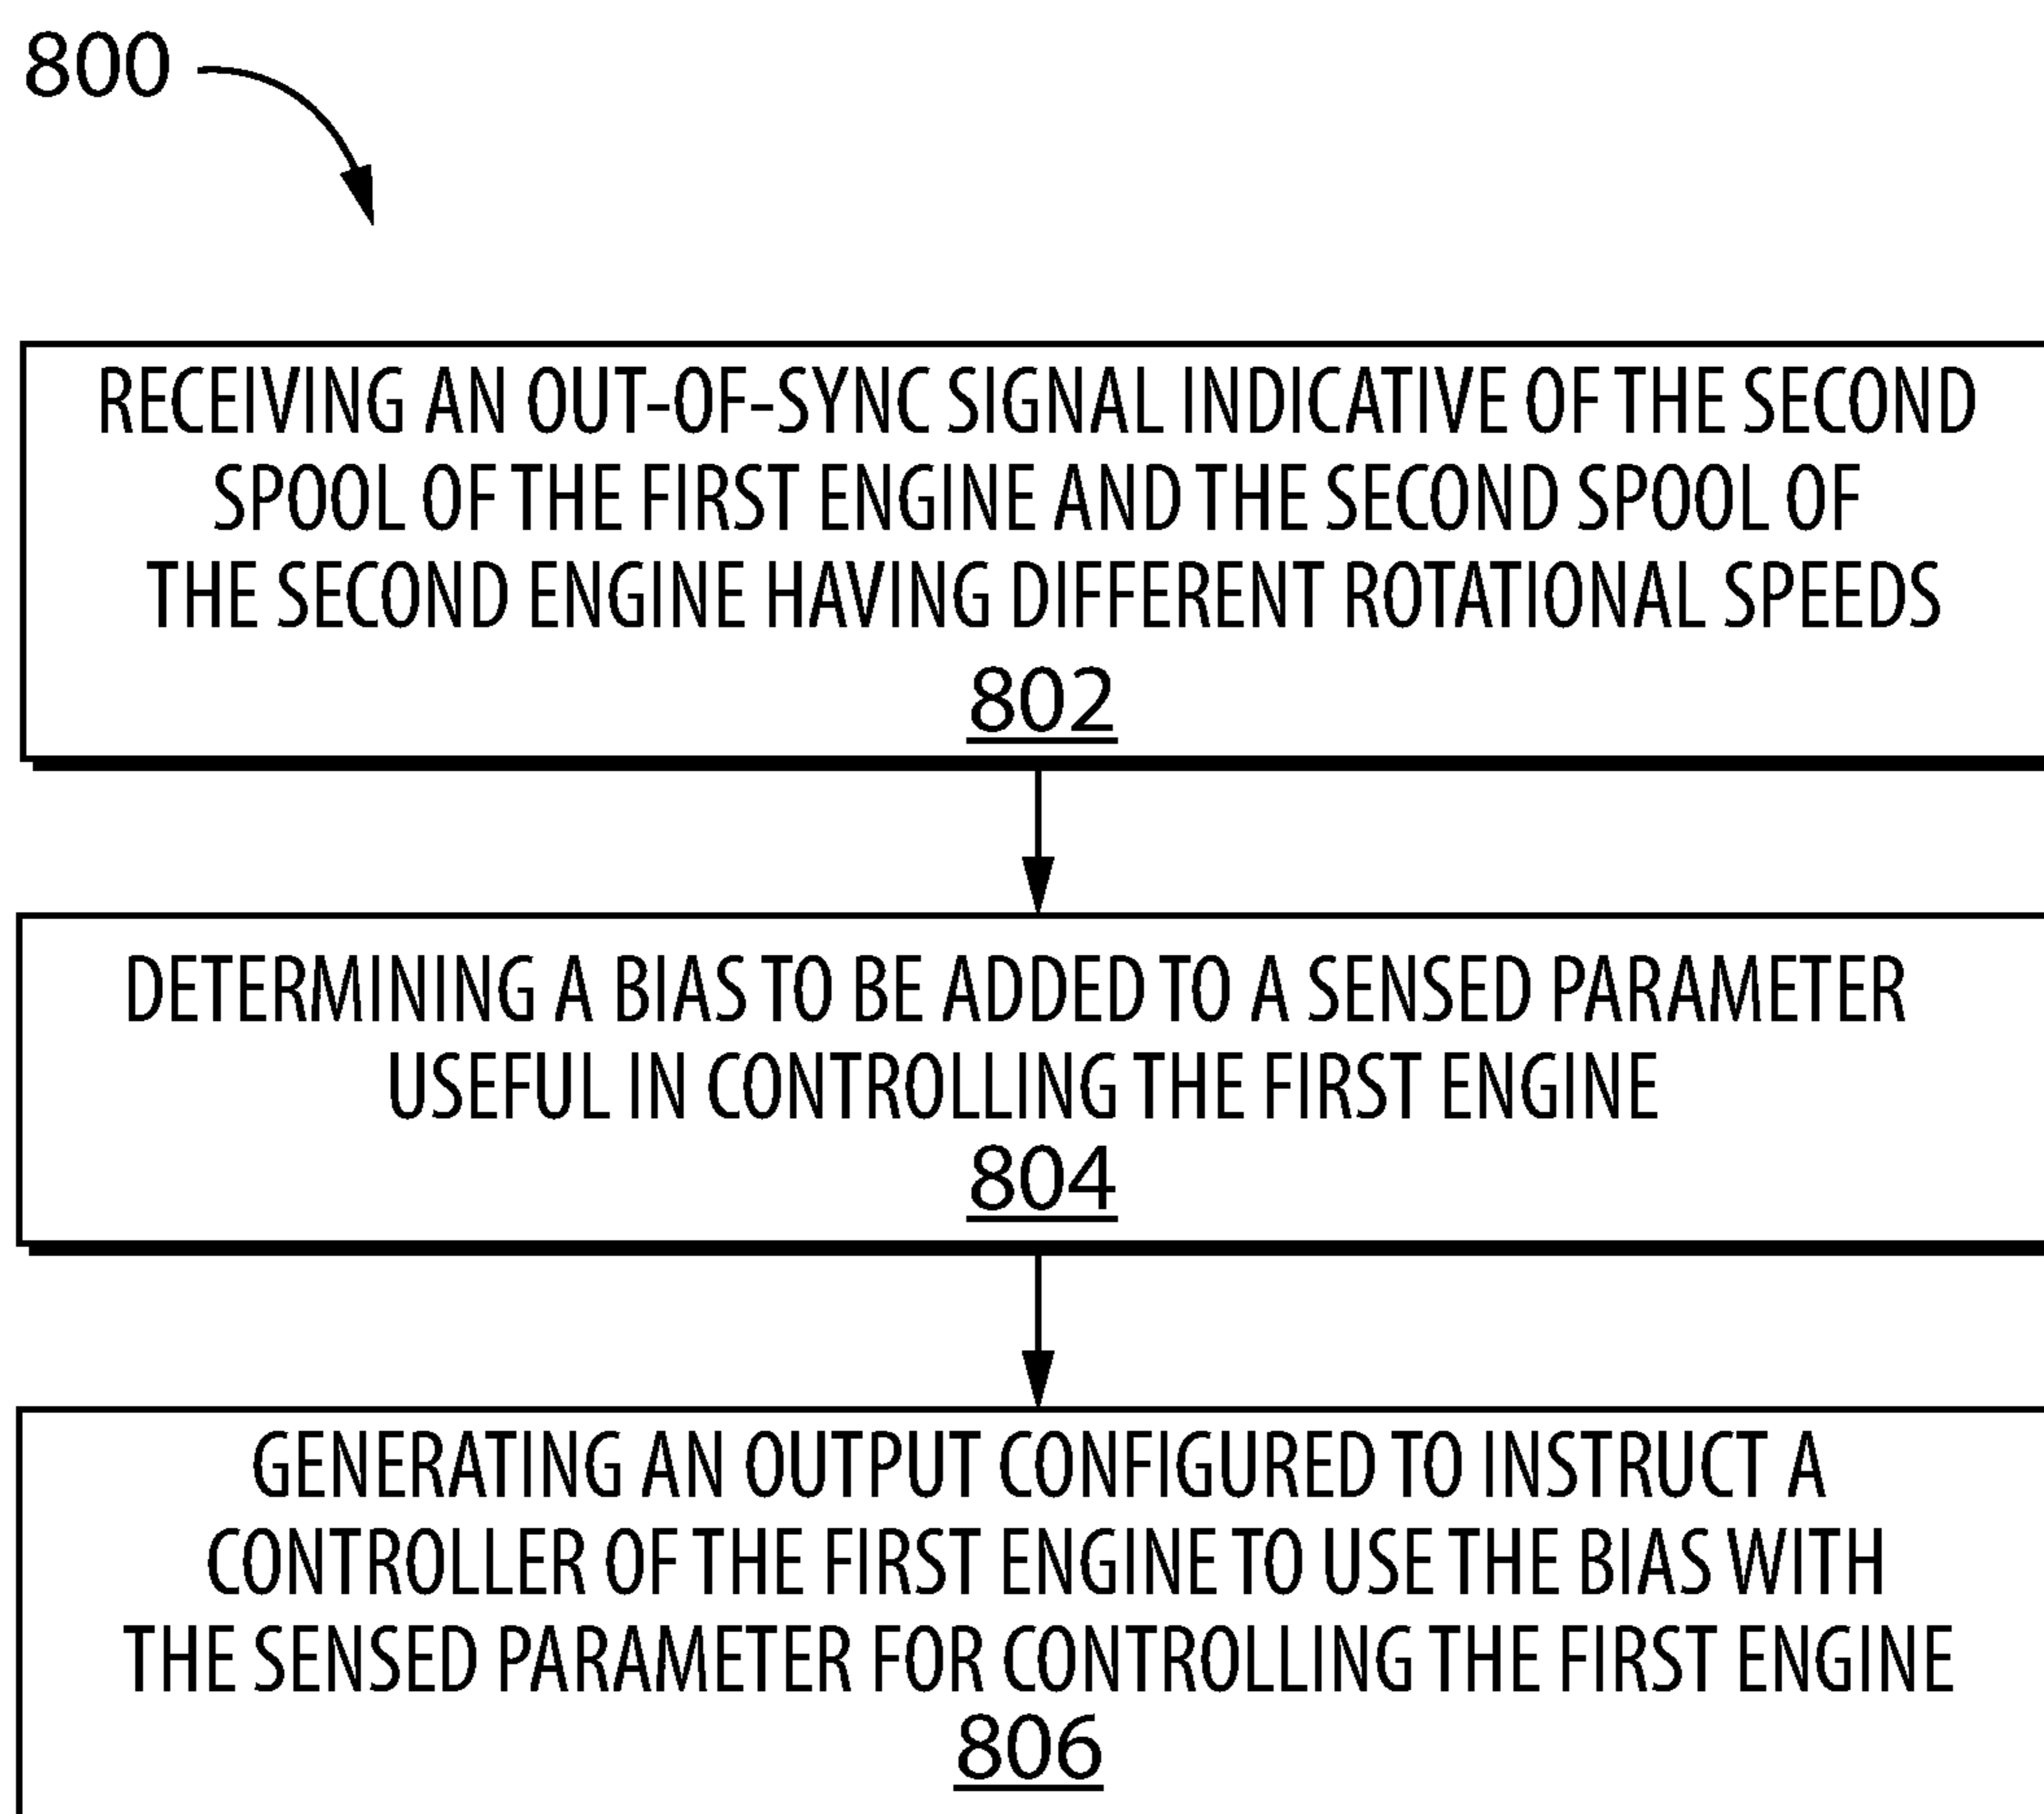 800
RECEIVING AN OUT-OF-SYNC SIGNAL INDICATIVE OF THE SECOND
SPOOL OF THE FIRST ENGINE AND THE SECOND SPOOL OF
THE SECOND ENGINE HAVING DIFFERENT ROTATIONAL SPEEDS
802
DETERMINING A BIAS TO BE ADDED TO A SENSED PARAMETER
USEFUL IN CONTROLLING THE FIRST ENGINE
804
GENERATING AN OUTPUT CONFIGURED TO INSTRUCT A
CONTROLLER OF THE FIRST ENGINE TO USE THE BIAS WITH
THE SENSED PARAMETER FOR CONTROLLING THE FIRST ENGINE
806